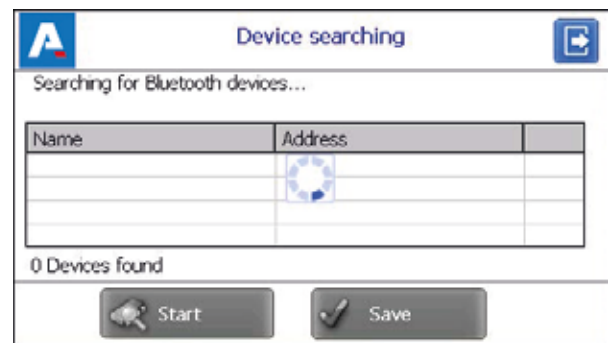 Device searching
Searching for Bluetooth devices...
Name Address
0 Devices found
Start Save